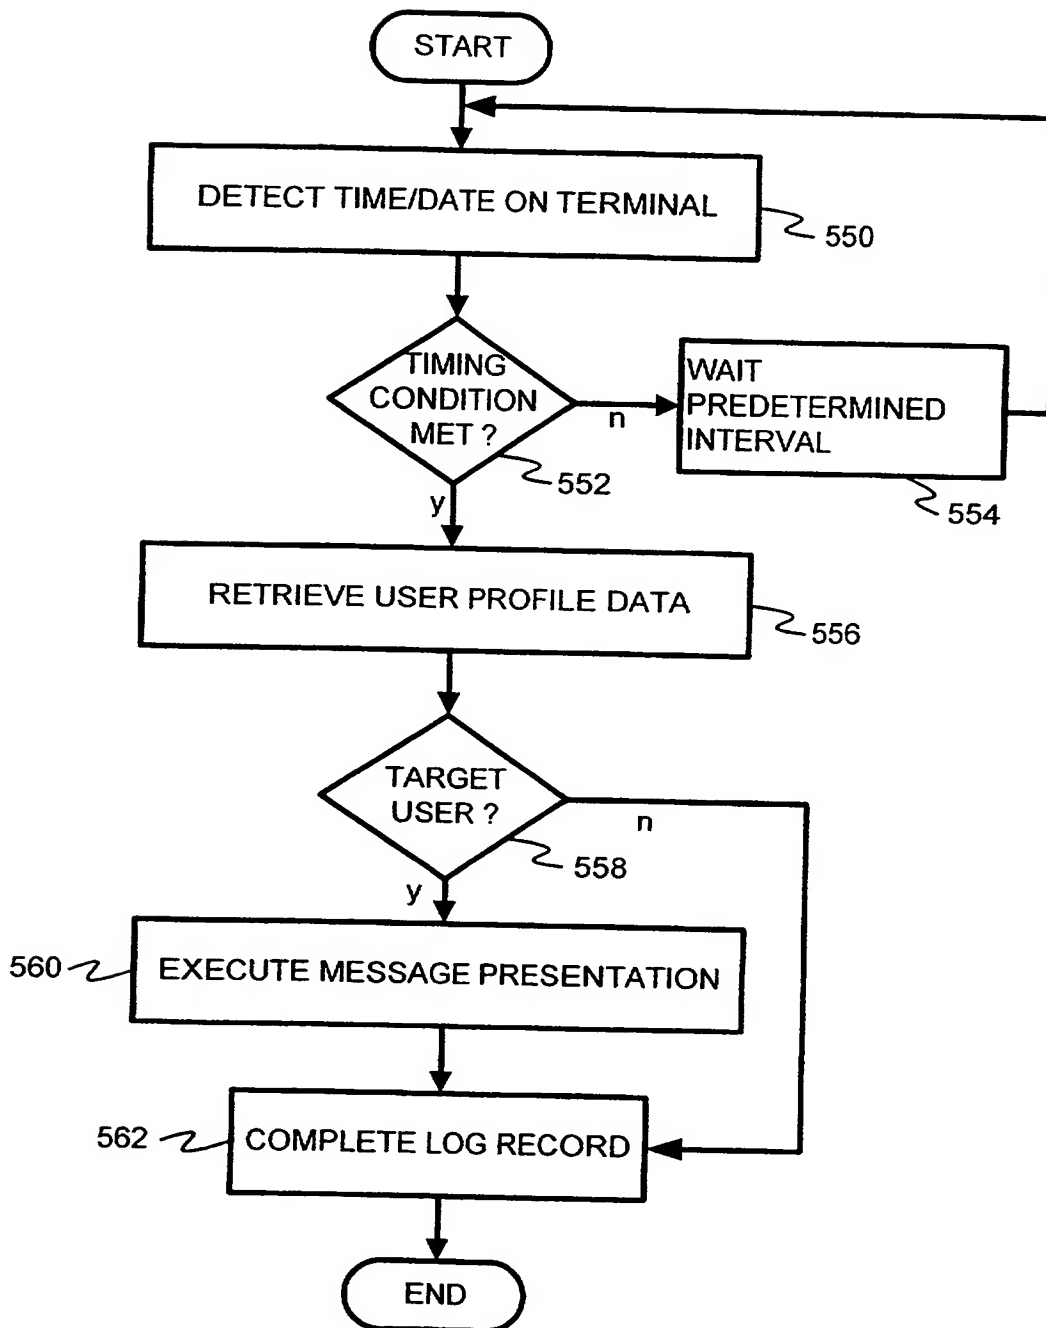 START
DETECT TIME/DATE ON TERMINAL
550
TIMING
CONDITION
MET ?
n
WAIT
PREDETERMINED
INTERVAL
552
554
y
RETRIEVE USER PROFILE DATA
556
TARGET
USER ?
n
558
y
560
EXECUTE MESSAGE PRESENTATION
562
COMPLETE LOG RECORD
END